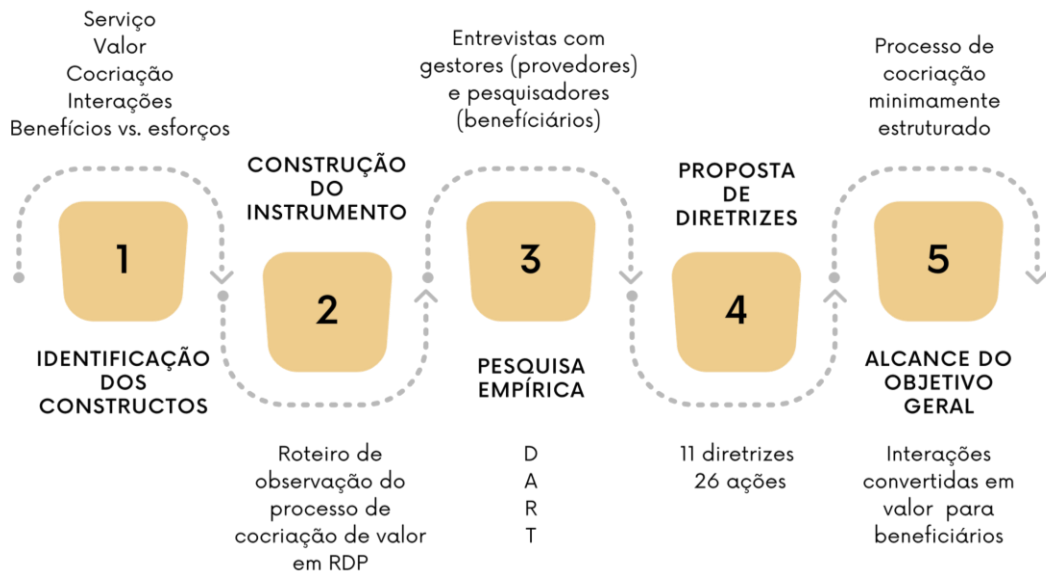 Serviço
Valor
Cocriação
Interações
Benefícios vs. esforços
1
IDENTIFICAÇÃO
DOS
CONSTRUCTOS
CONSTRUÇÃO
DO
INSTRUMENTO
2
Roteiro de
observação do
processo de
cocriação de valor
em RDP
Entrevistas com
gestores (provedores)
e pesquisadores
(benefíciários)
3
PESQUISA
EMPÍRICA
D
A
R
T
PROPOSTA
DE
DIRETRIZES
4
11 diretrizes
26 ações
Processo de
cocriação
minimamente
estruturado
5
ALCANCE DO
OBJETIVO
GERAL
Interações
convertidas em
valor para
beneficiários